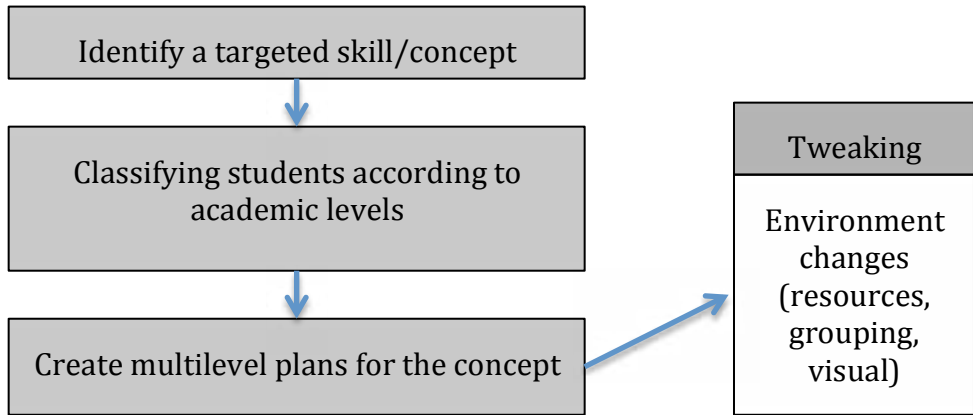 Identify a targeted skill/concept
Classifying students according to
academic levels
Create multilevel plans for the concept
Tweaking
Environment
changes
(resources,
grouping,
visual)